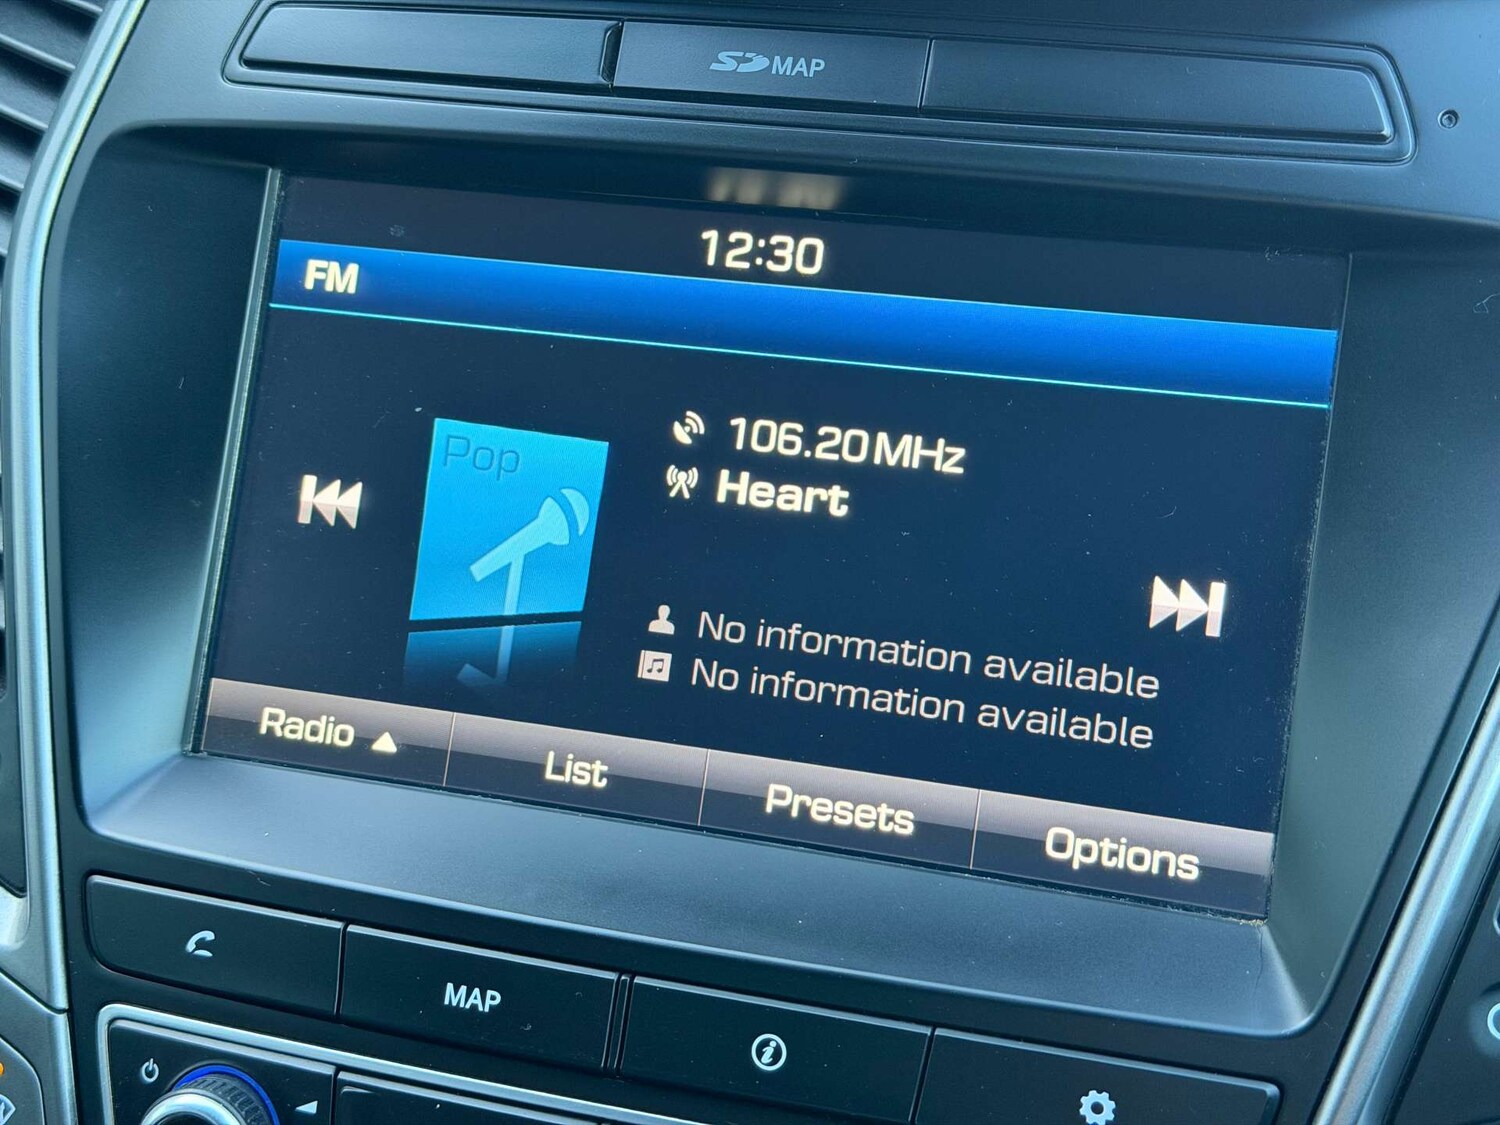 SD MAP
12:30
FM
Pop
106.20MHz
Heart
No information available
No information available
Radio ▲
List
Presets
Options
MAP